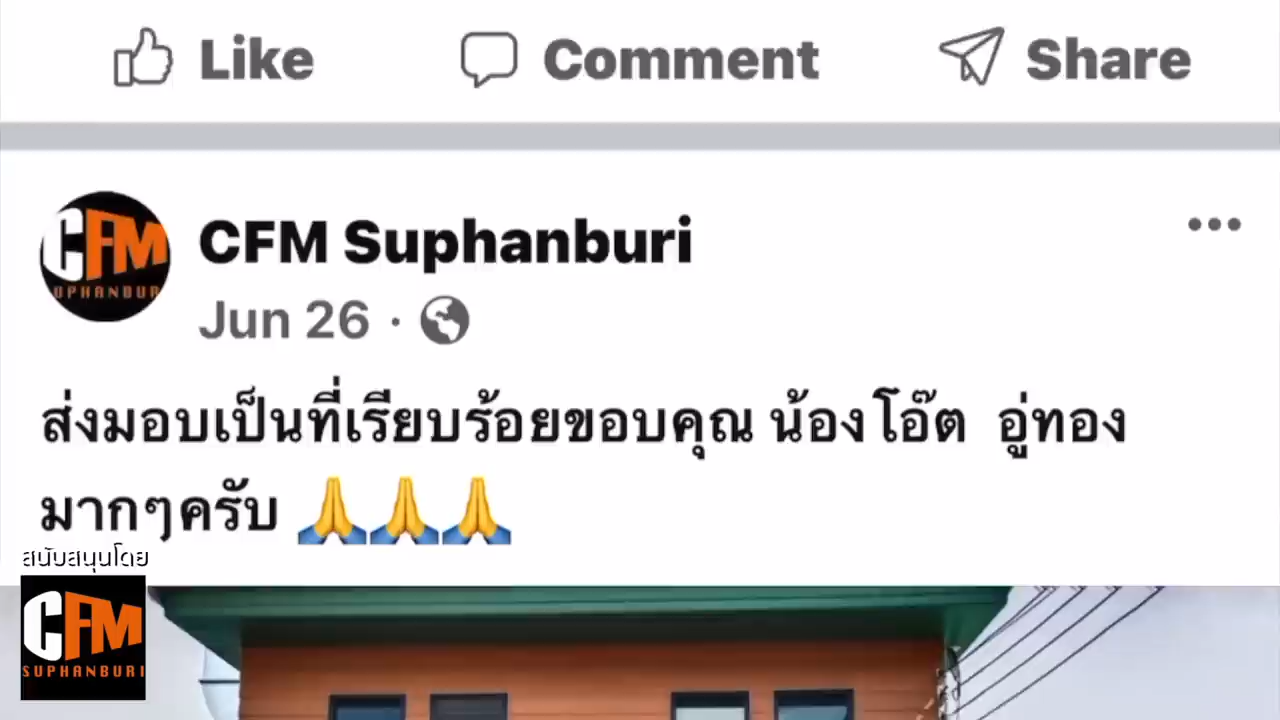 Like Comment Share
CFM
SUPHANBURI
CFM Suphanburi
Jun 26 ·
ส่งมอบเป็นที่เรียบร้อยขอบคุณ น้องโอ๊ต อู่ทอง
มากๆครับ 🙏🙏🙏
สนับสนุนโดย
CFM
SUPHANBURI